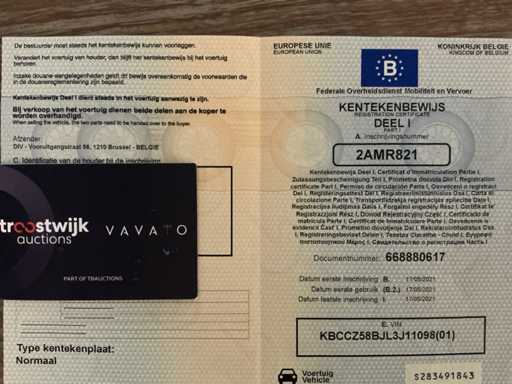 De bestuurder moet steeds het kentekenbewijs kunnen voorleggen.
Verandert het voertuig van houder, dan blijft het kentekenbewijs bij het voertuig
behoren.
Inzake douane-aangelegenheden geldt dit bewijs overeenkomstig de voorwaarden die
in de douanevergunning zijn bepaald.
Kentekenbewijs Deel I dient steeds in het voertuig aanwezig te zijn.
Bij verkoop van het voertuig dienen beide delen aan de koper te
worden overhandigd.
When selling the vehicle, the two parts need to be handed over to the buyer.
Afzender:
DIV - Vooruitgangstraat 56, 1210 Brussel - BELGIE
C. Identificatie van de houder bij de inschrijving
troostwijk
auctions
VAVATO
PART OF TBAUCTIONS
Type kentekenplaat:
Normaal
EUROPESE UNIE
EUROPEAN UNION
KONINKRIJK BELGIE
KINGDOM OF BELGIUM
B
Federale Overheidsdienst Mobiliteit en Vervoer
KENTEKENBEWIJS
REGISTRATION CERTIFICATE
DEEL I
PART I
A. Inschrijvingsnummer
2AMR821
Documentnummer: 668880617
Datum eerste inschrijving B. 17/05/2021
Datum eerste gebruik (B.2.) 17/05/2021
Datum laatste inschrijving I. 17/05/2021
E. VIN
KBCCZ58BJL3J11098(01)
Voertuig
Vehicle
S283491843